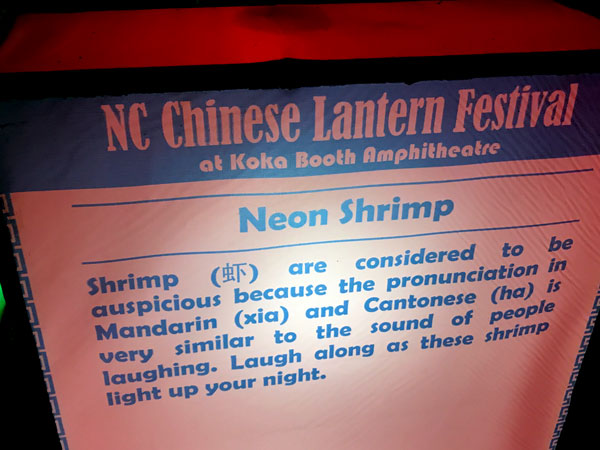 NC Chinese Lantern Festival
at Koka Booth Amphitheatre
Neon Shrimp
Shrimp (虾) are considered to be
auspicious because the pronunciation in
Mandarin (xia) and Cantonese (ha) is
very similar to the sound of people
laughing. Laugh along as these shrimp
light up your night.